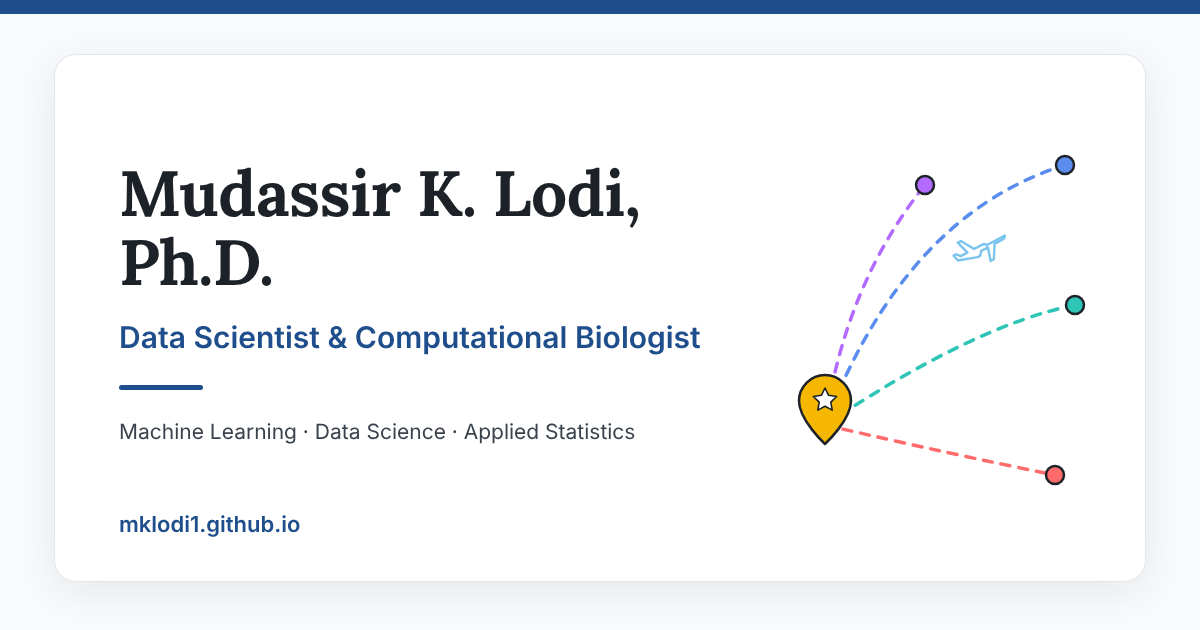 Mudassir K. Lodi,
Ph.D.
Data Scientist & Computational Biologist
Machine Learning · Data Science · Applied Statistics
mklodi1.github.io